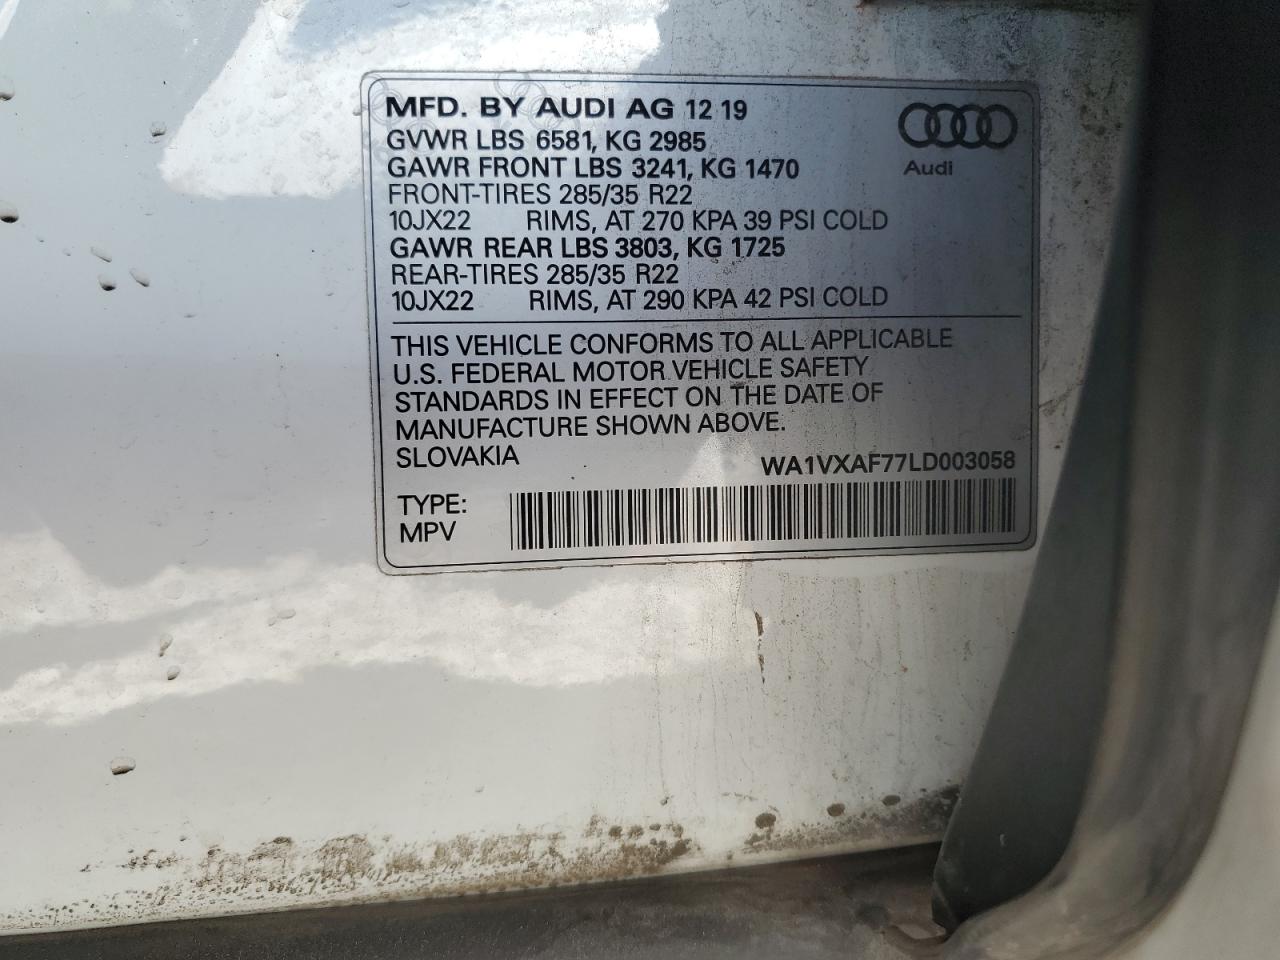 MFD. BY AUDI AG 12 19
GVWR LBS 6581, KG 2985
GAWR FRONT LBS 3241, KG 1470
FRONT-TIRES 285/35 R22
10JX22 RIMS, AT 270 KPA 39 PSI COLD
GAWR REAR LBS 3803, KG 1725
REAR-TIRES 285/35 R22
10JX22 RIMS, AT 290 KPA 42 PSI COLD
Audi
THIS VEHICLE CONFORMS TO ALL APPLICABLE
U.S. FEDERAL MOTOR VEHICLE SAFETY
STANDARDS IN EFFECT ON THE DATE OF
MANUFACTURE SHOWN ABOVE.
SLOVAKIA
WA1VXAF77LD003058
TYPE:
MPV